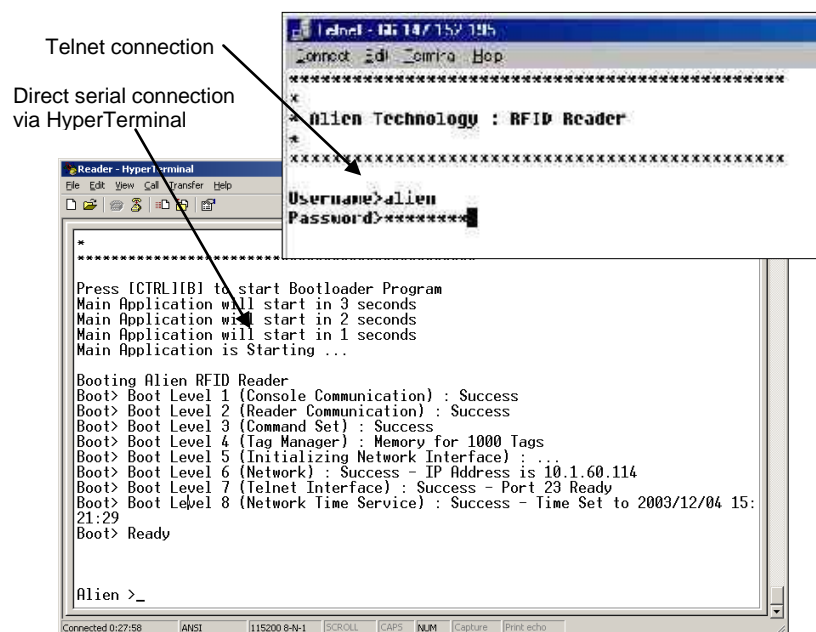 Telnet connection
Direct serial connection
via HyperTerminal
Telnet - 147 152 195
Connect Edit Help
*************************************************
*
* Alien Technology : RFID Reader
*
*************************************************
Username>alien
Password>********
Reader - HyperTerminal
File Edit View Call Transfer Help
*
Press [CTRL][B] to start Bootloader Program
Main Application will start in 3 seconds
Main Application will start in 2 seconds
Main Application will start in 1 seconds
Main Application is Starting ...
Booting Alien RFID Reader
Boot> Boot Level 1 (Console Communication) : Success
Boot> Boot Level 2 (Reader Communication) : Success
Boot> Boot Level 3 (Command Set) : Success
Boot> Boot Level 4 (Tag Manager) : Memory for 1000 Tags
Boot> Boot Level 5 (Initializing Network Interface) : ...
Boot> Boot Level 6 (Network) : Success - IP Address is 10.1.60.114
Boot> Boot Level 7 (Telnet Interface) : Success - Port 23 Ready
Boot> Boot Level 8 (Network Time Service) : Success - Time Set to 2003/12/04 15:
21:29
Boot> Ready
Alien >_
Connected 0:27:58 ANSI 115200 8-N-1 SCROLL CAPS NUM Capture Print echo